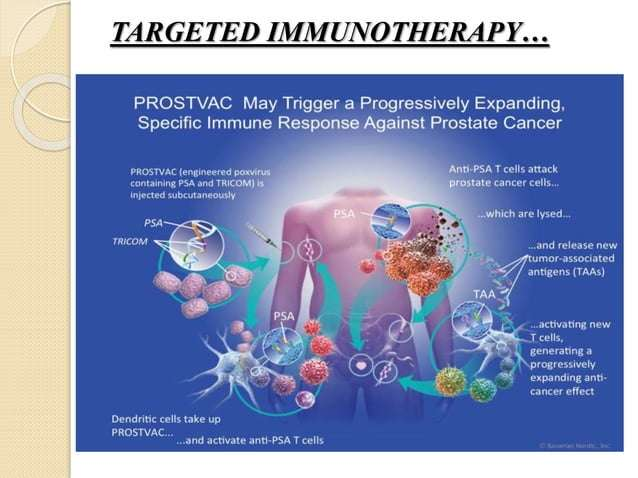 TARGETED IMMUNOTHERAPY…
PROSTVAC May Trigger a Progressively Expanding,
Specific Immune Response Against Prostate Cancer
PROSTVAC (engineered poxvirus
containing PSA and TRICOM) is
injected subcutaneously
PSA
TRICOM
PSA
Dendritic cells take up
PROSTVAC...
...and activate anti-PSA T cells
PSA
Anti-PSA T cells attack
prostate cancer cells…
…which are lysed…
…and release new
tumor-associated
antigens (TAAs)
TAA
…activating new
T cells,
generating a
progressively
expanding anti-
cancer effect
© Bavarian Nordic, Inc.